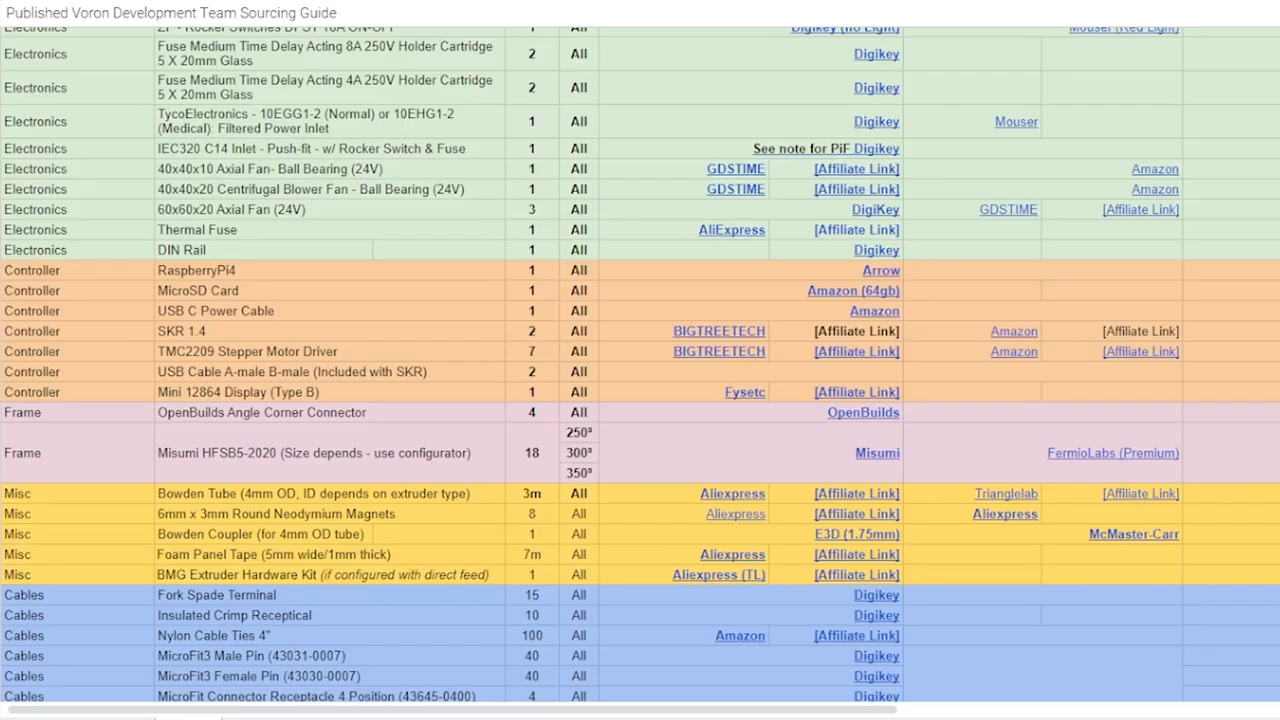 Published Voron Development Team Sourcing Guide
Electronics ZF - Rocker Switches DPST 10A ON-OFF 1 All Digikey (No Light) Mouser (Red Light)
Electronics Fuse Medium Time Delay Acting 8A 250V Holder Cartridge 2 All Digikey
5 X 20mm Glass
Electronics Fuse Medium Time Delay Acting 4A 250V Holder Cartridge 2 All Digikey
5 X 20mm Glass
Electronics TycoElectronics - 10EGG1-2 (Normal) or 10EHG1-2 1 All Digikey Mouser
(Medical): Filtered Power Inlet
Electronics IEC320 C14 Inlet - Push-fit - w/ Rocker Switch & Fuse 1 All See note for PiF Digikey
Electronics 40x40x10 Axial Fan- Ball Bearing (24V) 1 All GDSTIME [Affiliate Link] Amazon
Electronics 40x40x20 Centrifugal Blower Fan - Ball Bearing (24V) 1 All GDSTIME [Affiliate Link] Amazon
Electronics 60x60x20 Axial Fan (24V) 3 All DigiKey GDSTIME [Affiliate Link]
Electronics Thermal Fuse 1 All AliExpress [Affiliate Link]
Electronics DIN Rail 1 All Digikey
Controller RaspberryPi4 1 All Arrow
Controller MicroSD Card 1 All Amazon (64gb)
Controller USB C Power Cable 1 All Amazon
Controller SKR 1.4 2 All BIGTREETECH [Affiliate Link] Amazon [Affiliate Link]
Controller TMC2209 Stepper Motor Driver 7 All BIGTREETECH [Affiliate Link] Amazon [Affiliate Link]
Controller USB Cable A-male B-male (Included with SKR) 2 All
Controller Mini 12864 Display (Type B) 1 All Fysetc [Affiliate Link]
Frame OpenBuilds Angle Corner Connector 4 All OpenBuilds
250³
Frame Misumi HFSB5-2020 (Size depends - use configurator) 18 300³ Misumi FermioLabs (Premium)
350³
Misc Bowden Tube (4mm OD, ID depends on extruder type) 3m All Aliexpress [Affiliate Link] Trianglelab [Affiliate Link]
Misc 6mm x 3mm Round Neodymium Magnets 8 All Aliexpress [Affiliate Link] Aliexpress
Misc Bowden Coupler (for 4mm OD tube) 1 All E3D (1.75mm) McMaster-Carr
Misc Foam Panel Tape (5mm wide/1mm thick) 7m All Aliexpress [Affiliate Link]
Misc BMG Extruder Hardware Kit (if configured with direct feed) 1 All Aliexpress (TL) [Affiliate Link]
Cables Fork Spade Terminal 15 All Digikey
Cables Insulated Crimp Receptical 10 All Digikey
Cables Nylon Cable Ties 4" 100 All Amazon [Affiliate Link]
Cables MicroFit3 Male Pin (43031-0007) 40 All Digikey
Cables MicroFit3 Female Pin (43030-0007) 40 All Digikey
Cables MicroFit Connector Receptacle 4 Position (43645-0400) 4 All Digikey